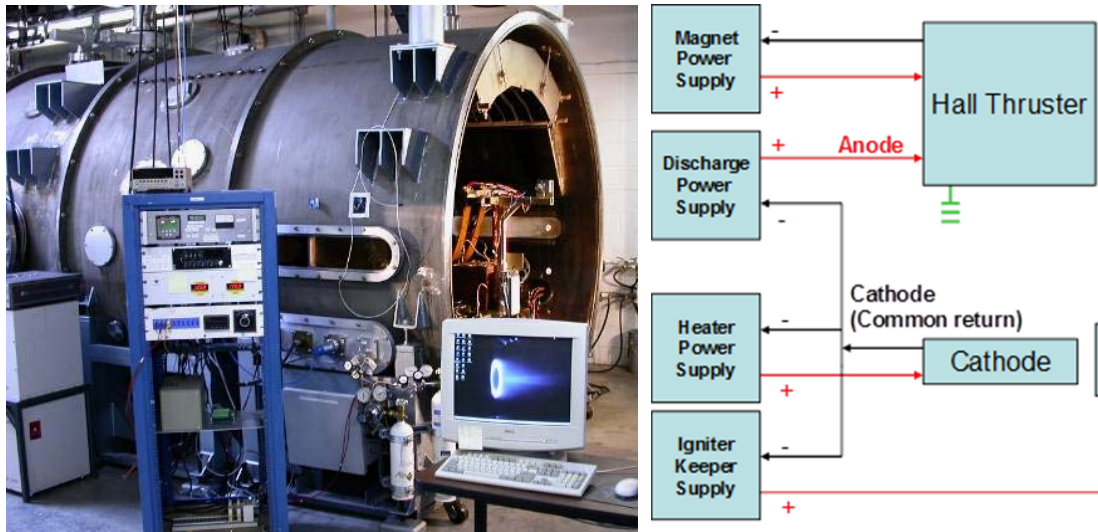 Magnet
Power
Supply
-
+
Hall Thruster
Discharge
Power
Supply
+
Anode
-
Cathode
(Common return)
Heater
Power
Supply
-
+
Cathode
Igniter
Keeper
Supply
-
+